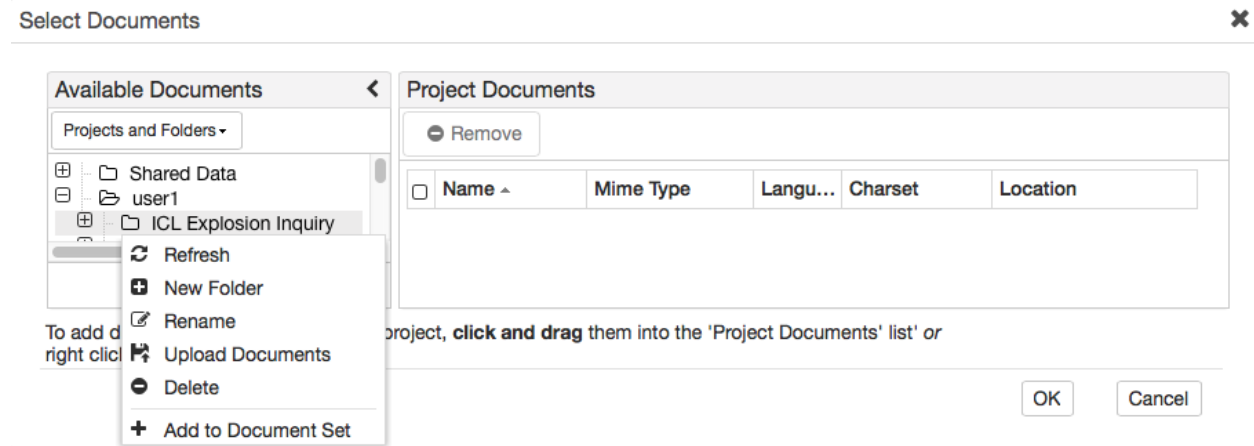 Select Documents
Available Documents
Project Documents
Projects and Folders
Remove
Shared Data
user1
ICL Explosion Inquiry
Name
Mime Type
Langu...
Charset
Location
Refresh
New Folder
Rename
Upload Documents
Delete
Add to Document Set
To add d project, click and drag them into the 'Project Documents' list' or
right clic
OK
Cancel